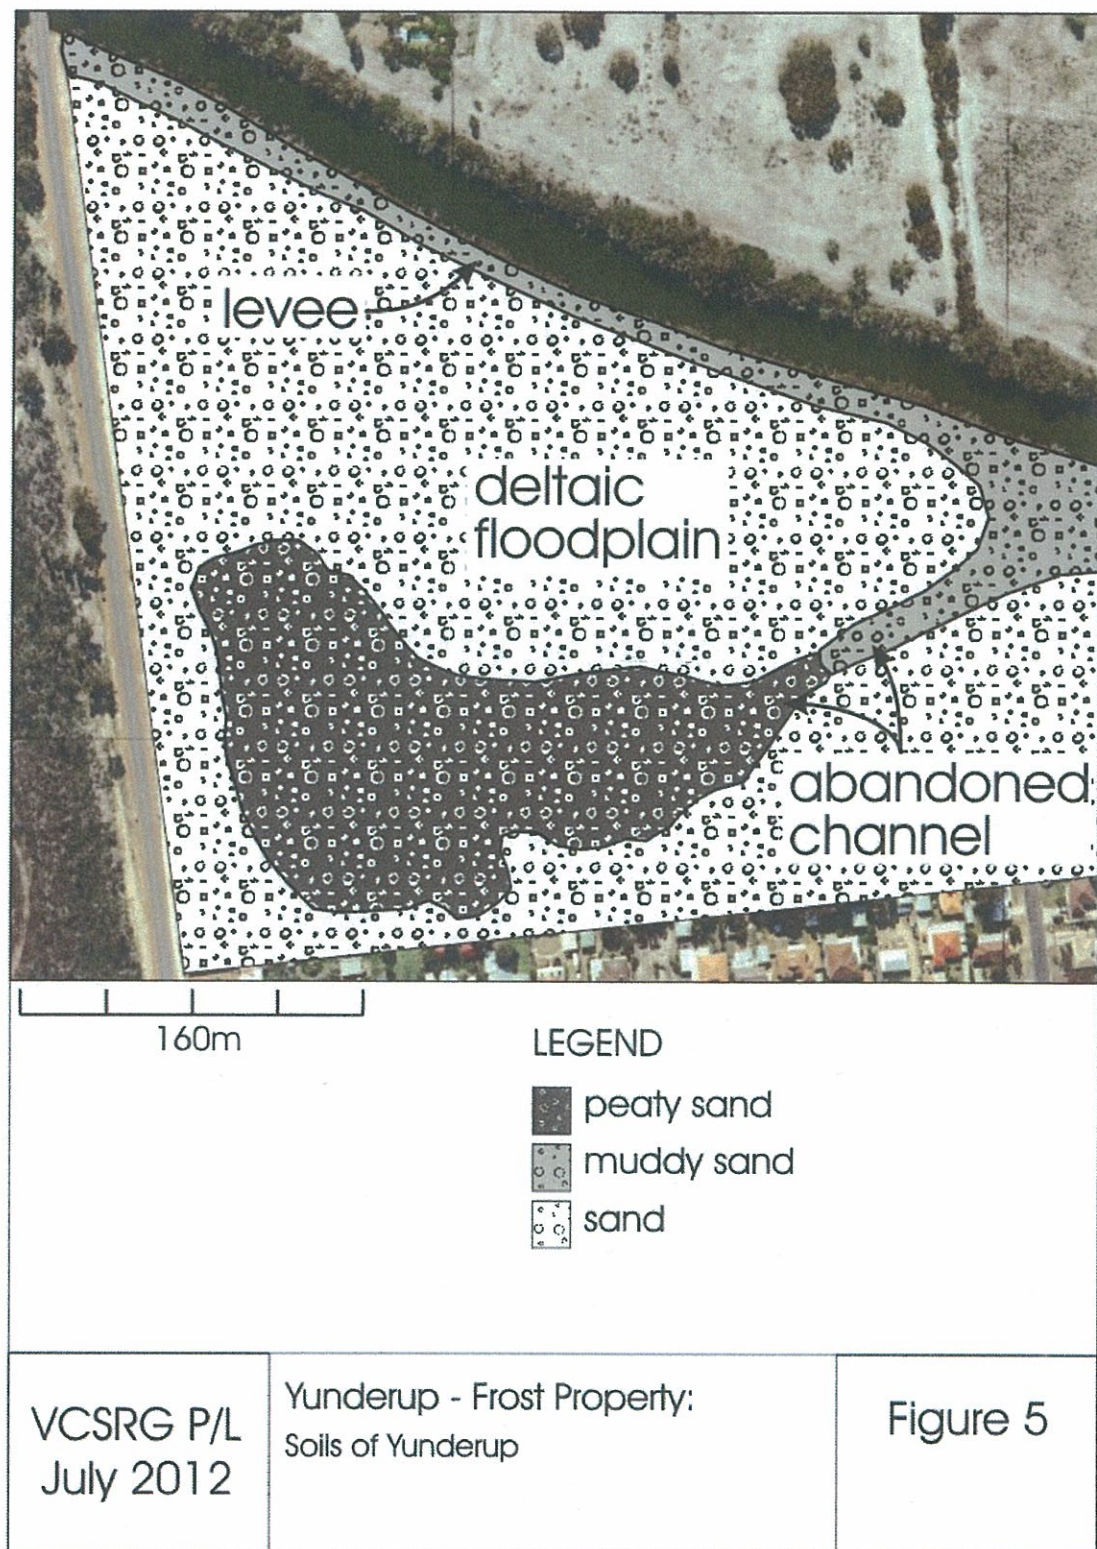 levee
deltaic
floodplain
abandoned
channel
160m
LEGEND
peaty sand
muddy sand
sand
VCSRG P/L
July 2012
Yunderup - Frost Property:
Soils of Yunderup
Figure 5